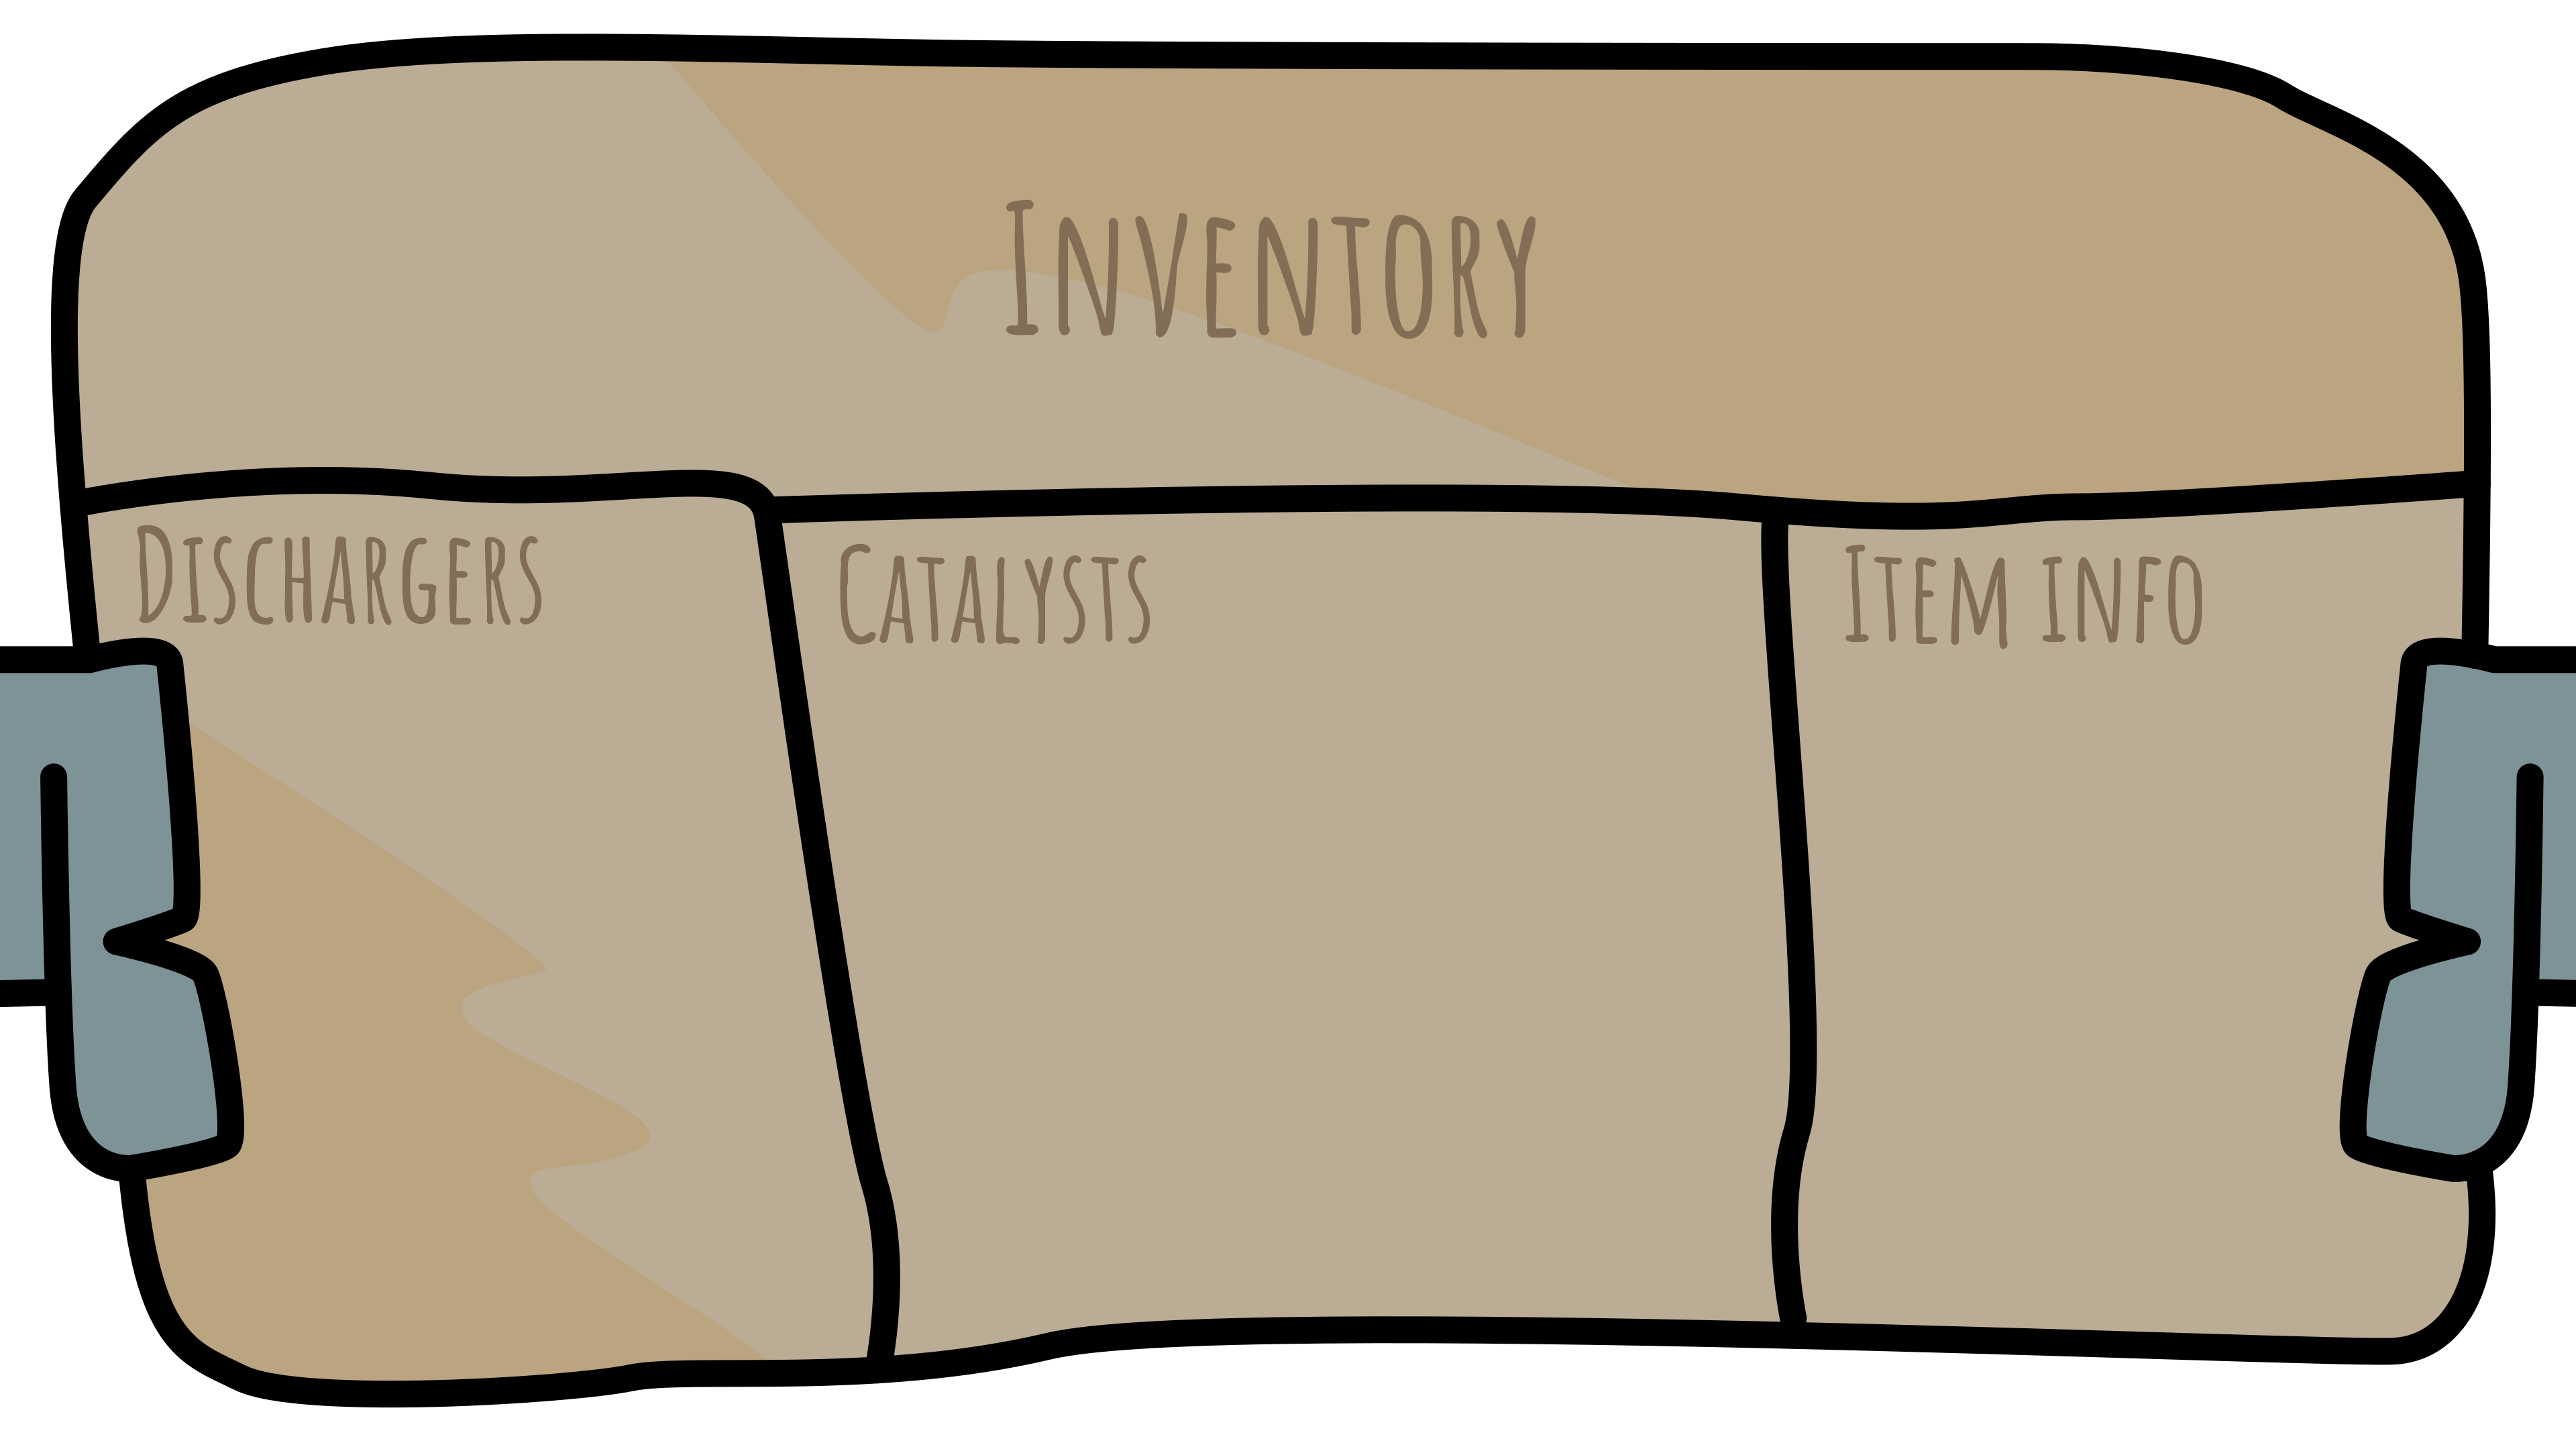 Inventory
Dischargers
Catalysts
Item info